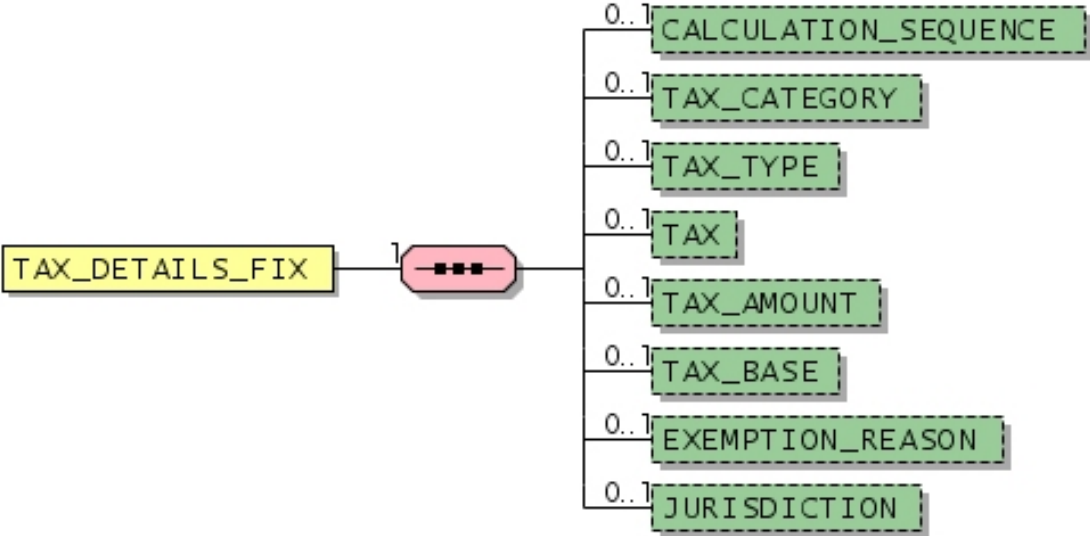 0..1
CALCULATION_SEQUENCE
0..1
TAX_CATEGORY
0..1
TAX_TYPE
0..1
TAX
TAX_DETAILS_FIX
1
0..1
TAX_AMOUNT
0..1
TAX_BASE
0..1
EXEMPTION_REASON
0..1
JURISDICTION